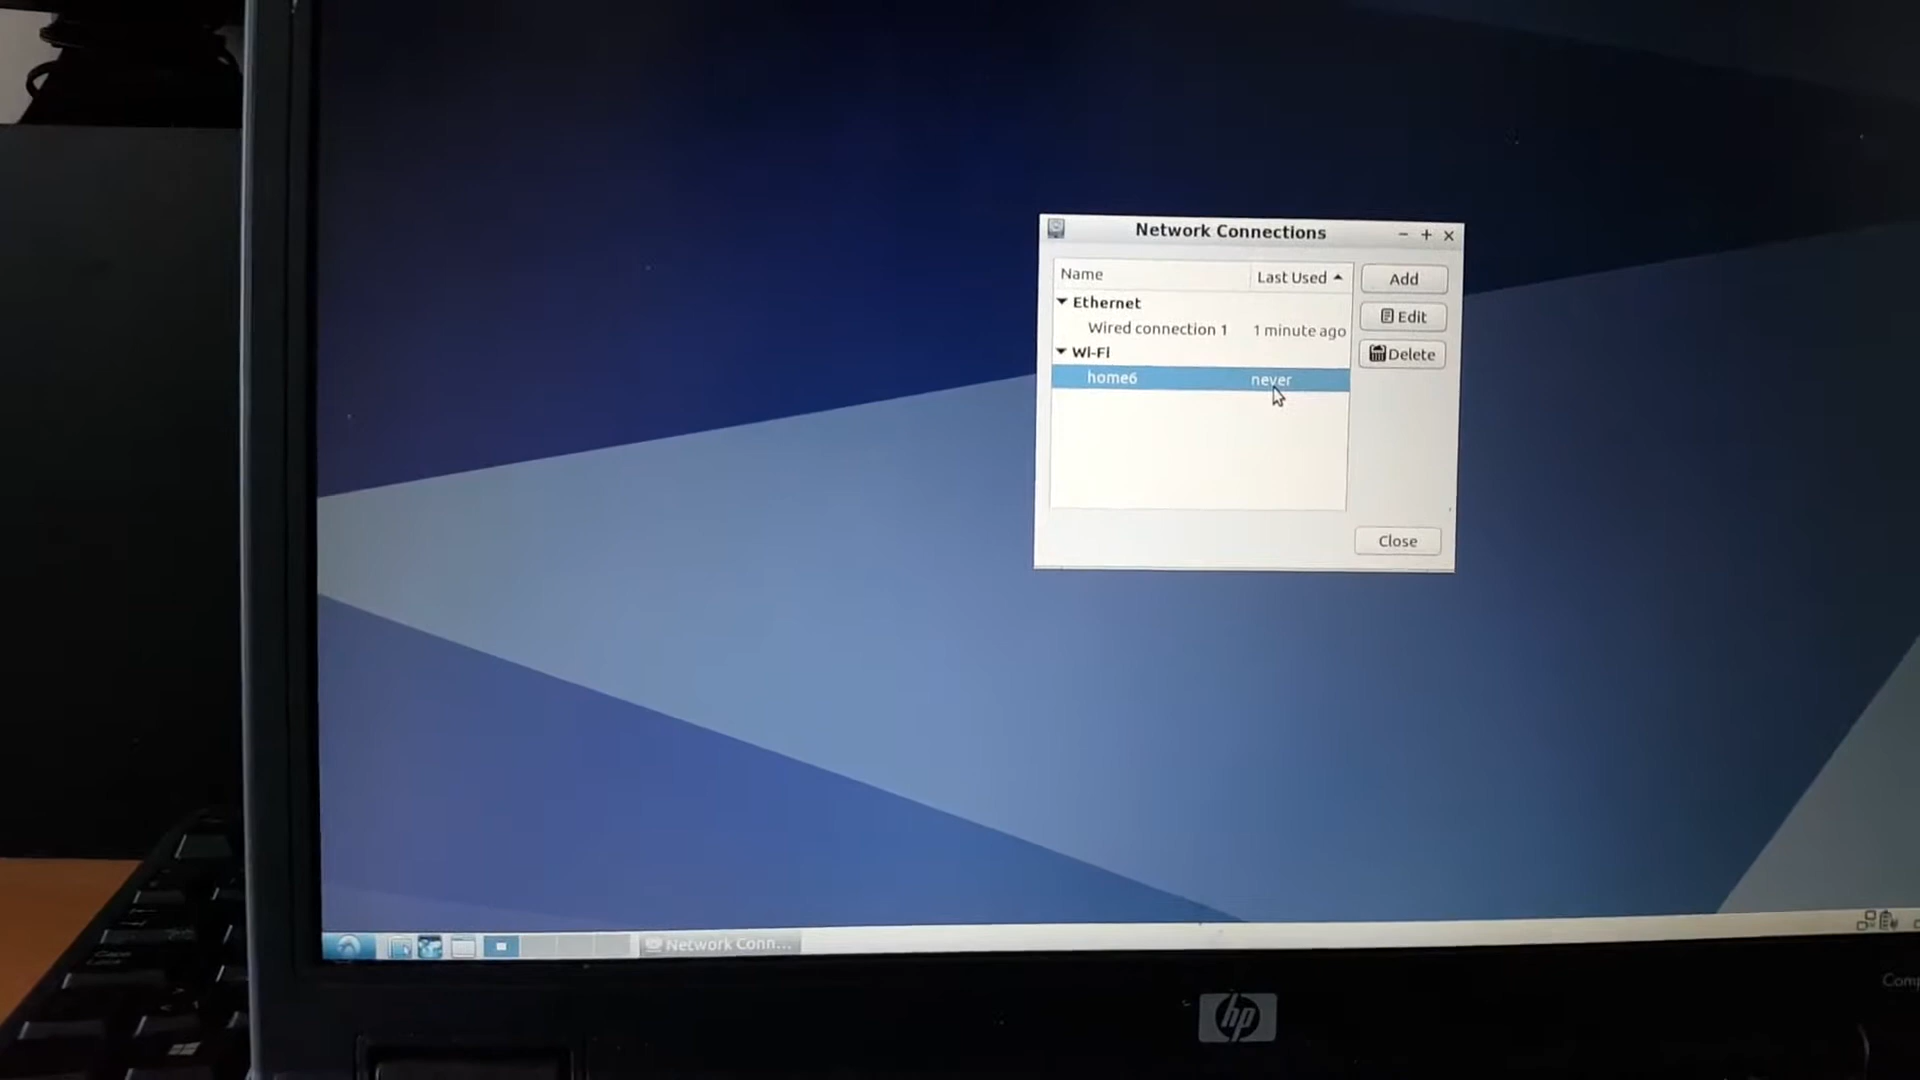 Network Connections
Name Last Used
Add
Ethernet
Edit
Wired connection 1 1 minute ago
Wi-Fi
Delete
home6 never
Close
Network Conn...
hp
Comp